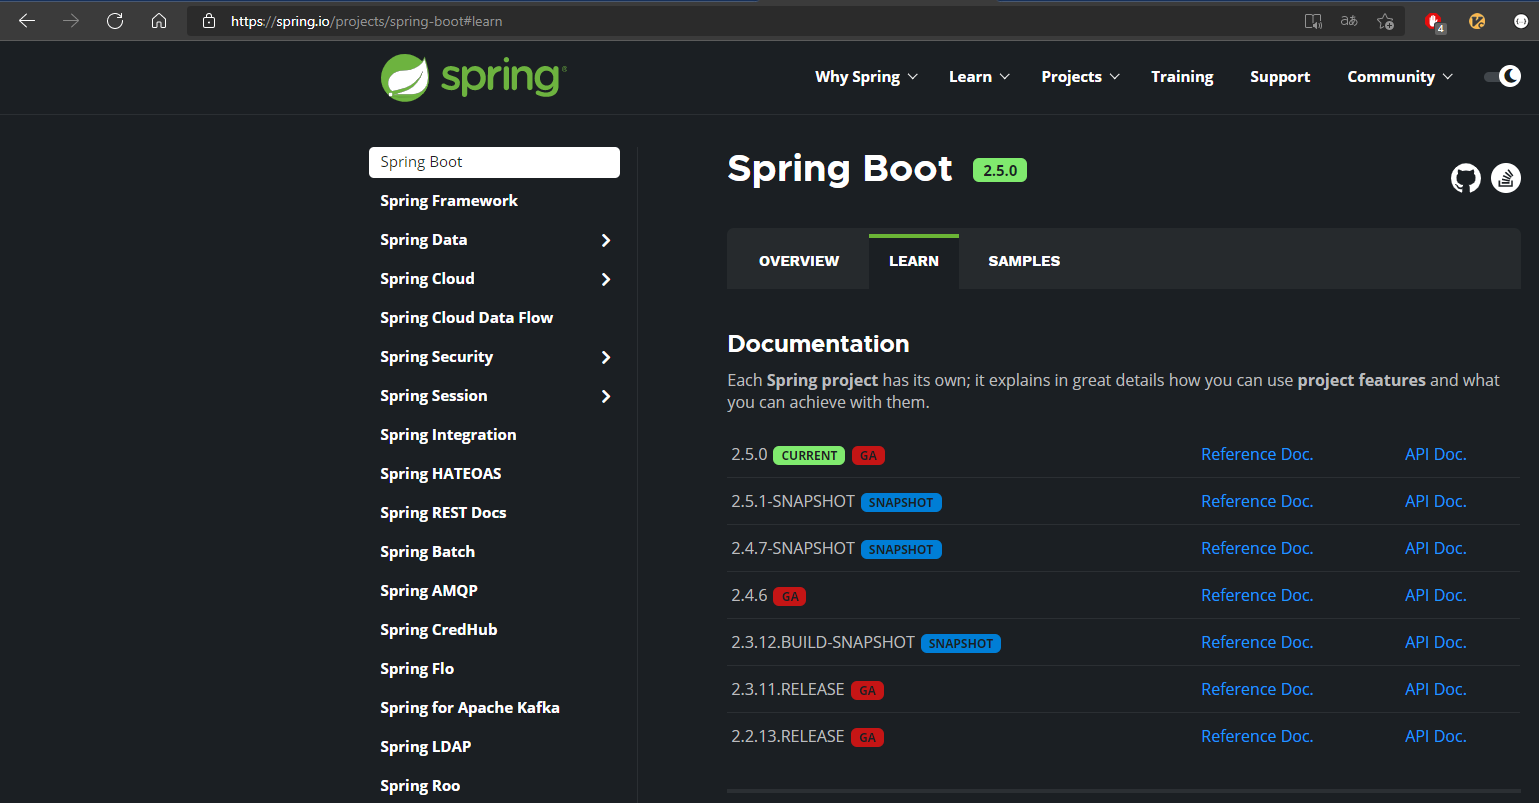 https://spring.io/projects/spring-boot#learn
aあ
4
spring
Why Spring
Learn
Projects
Training
Support
Community
Spring Boot
Spring Framework
Spring Data
Spring Cloud
Spring Cloud Data Flow
Spring Security
Spring Session
Spring Integration
Spring HATEOAS
Spring REST Docs
Spring Batch
Spring AMQP
Spring CredHub
Spring Flo
Spring for Apache Kafka
Spring LDAP
Spring Roo
Spring Boot 2.5.0
OVERVIEW LEARN SAMPLES
Documentation
Each Spring project has its own; it explains in great details how you can use project features and what
you can achieve with them.
2.5.0 CURRENT GA Reference Doc. API Doc.
2.5.1-SNAPSHOT SNAPSHOT Reference Doc. API Doc.
2.4.7-SNAPSHOT SNAPSHOT Reference Doc. API Doc.
2.4.6 GA Reference Doc. API Doc.
2.3.12.BUILD-SNAPSHOT SNAPSHOT Reference Doc. API Doc.
2.3.11.RELEASE GA Reference Doc. API Doc.
2.2.13.RELEASE GA Reference Doc. API Doc.